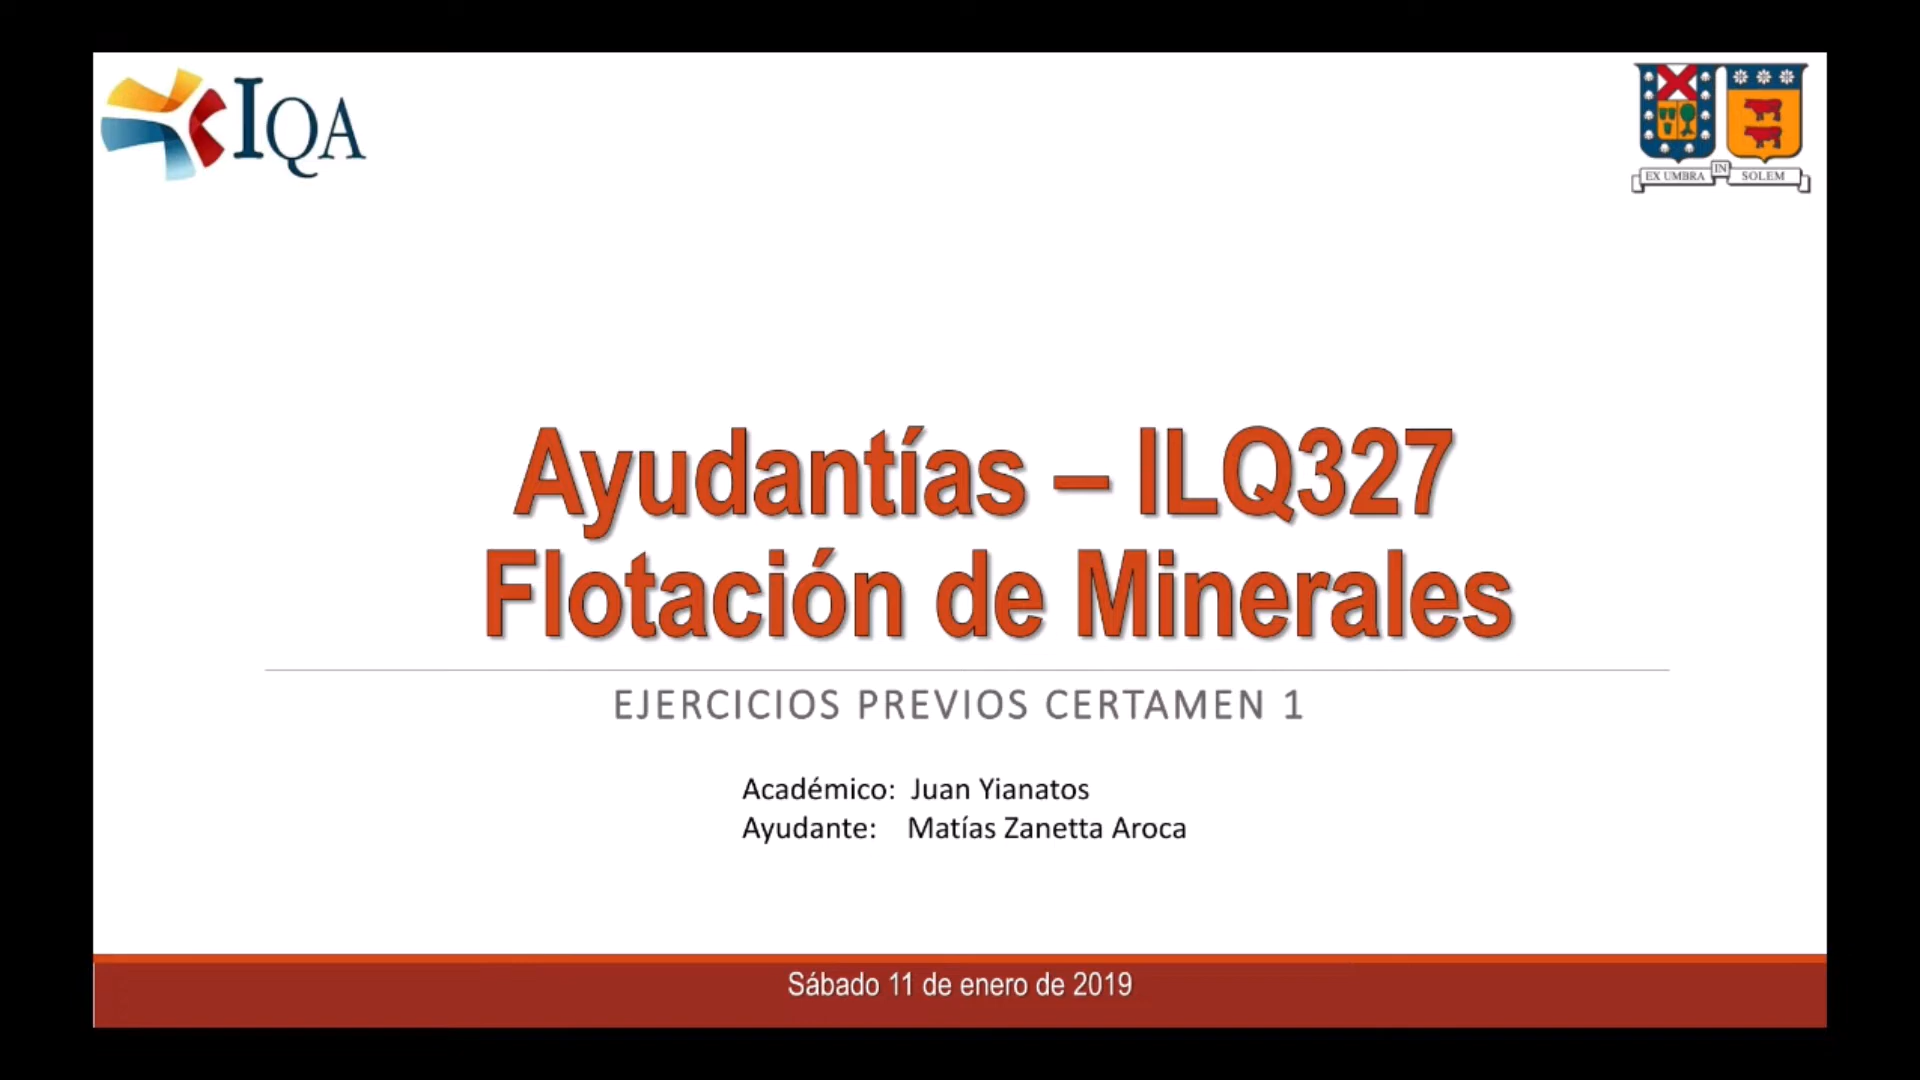 IQA
EX UMBRA IN SOLEM
Ayudantías – ILQ327
Flotación de Minerales
EJERCICIOS PREVIOS CERTAMEN 1
Académico: Juan Yianatos
Ayudante: Matías Zanetta Aroca
Sábado 11 de enero de 2019